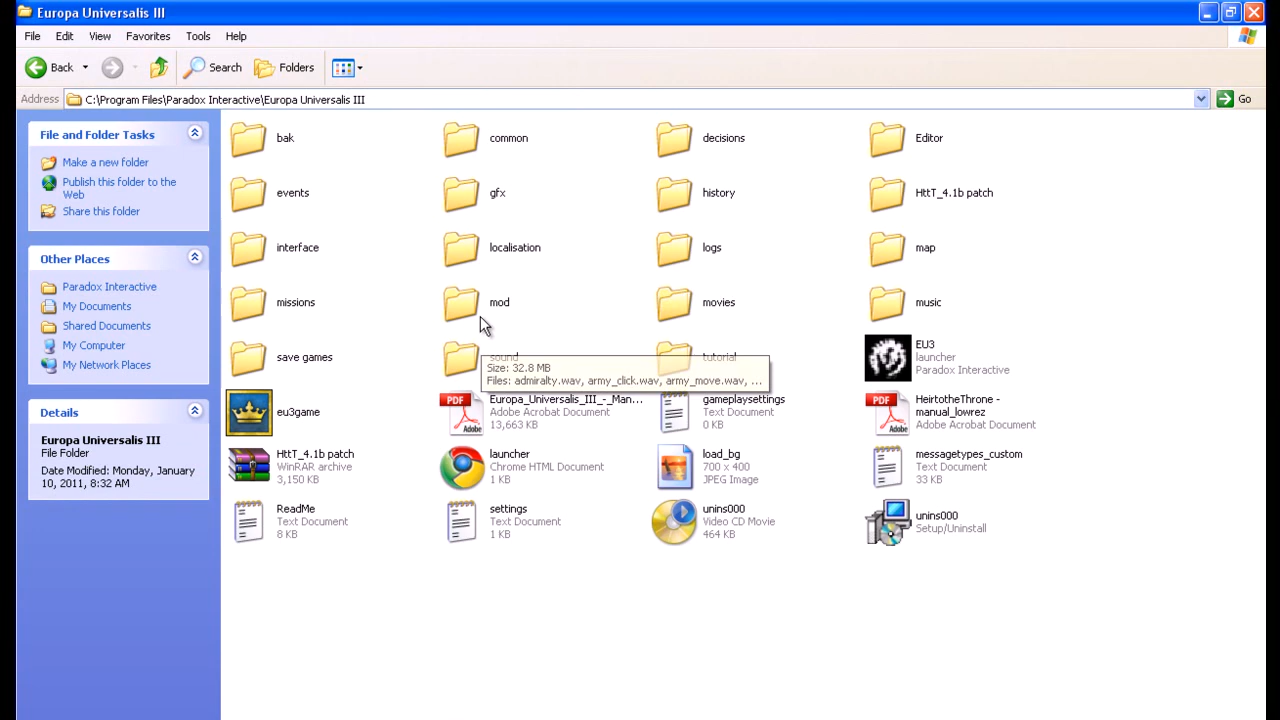 Europa Universalis III
File Edit View Favorites Tools Help
Back Search Folders
Address C:\Program Files\Paradox Interactive\Europa Universalis III Go
File and Folder Tasks
Make a new folder
Publish this folder to the
Web
Share this folder
Other Places
Paradox Interactive
My Documents
Shared Documents
My Computer
My Network Places
Details
Europa Universalis III
File Folder
Date Modified: Monday, January
10, 2011, 8:32 AM
bak common decisions Editor
events gfx history HttT_4.1b patch
interface localisation logs map
missions mod movies music
save games sound tutorial
EU3
launcher
Paradox Interactive
Size: 32.8 MB
Files: admiralty.wav, army_click.wav, army_move.wav, ...
eu3game
PDF
Adobe
Europa_Universalis_III_-_Man...
Adobe Acrobat Document
13,663 KB
gameplaysettings
Text Document
0 KB
PDF
Adobe
HeirtotheThrone -
manual_lowrez
Adobe Acrobat Document
HttT_4.1b patch
WinRAR archive
3,150 KB
launcher
Chrome HTML Document
1 KB
load_bg
700 x 400
JPEG Image
messagetypes_custom
Text Document
33 KB
ReadMe
Text Document
8 KB
settings
Text Document
1 KB
unins000
Video CD Movie
464 KB
unins000
Setup/Uninstall